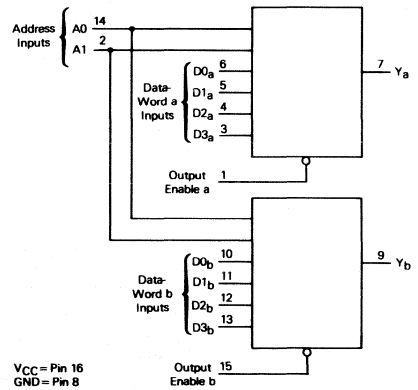 Address Inputs
A0 14
A1 2
Data-Word a Inputs
D0a 6
D1a 5
D2a 4
D3a 3
7 Ya
Output Enable a 1
Data-Word b Inputs
D0b 10
D1b 11
D2b 12
D3b 13
9 Yb
VCC = Pin 16
GND = Pin 8
Output Enable b 15